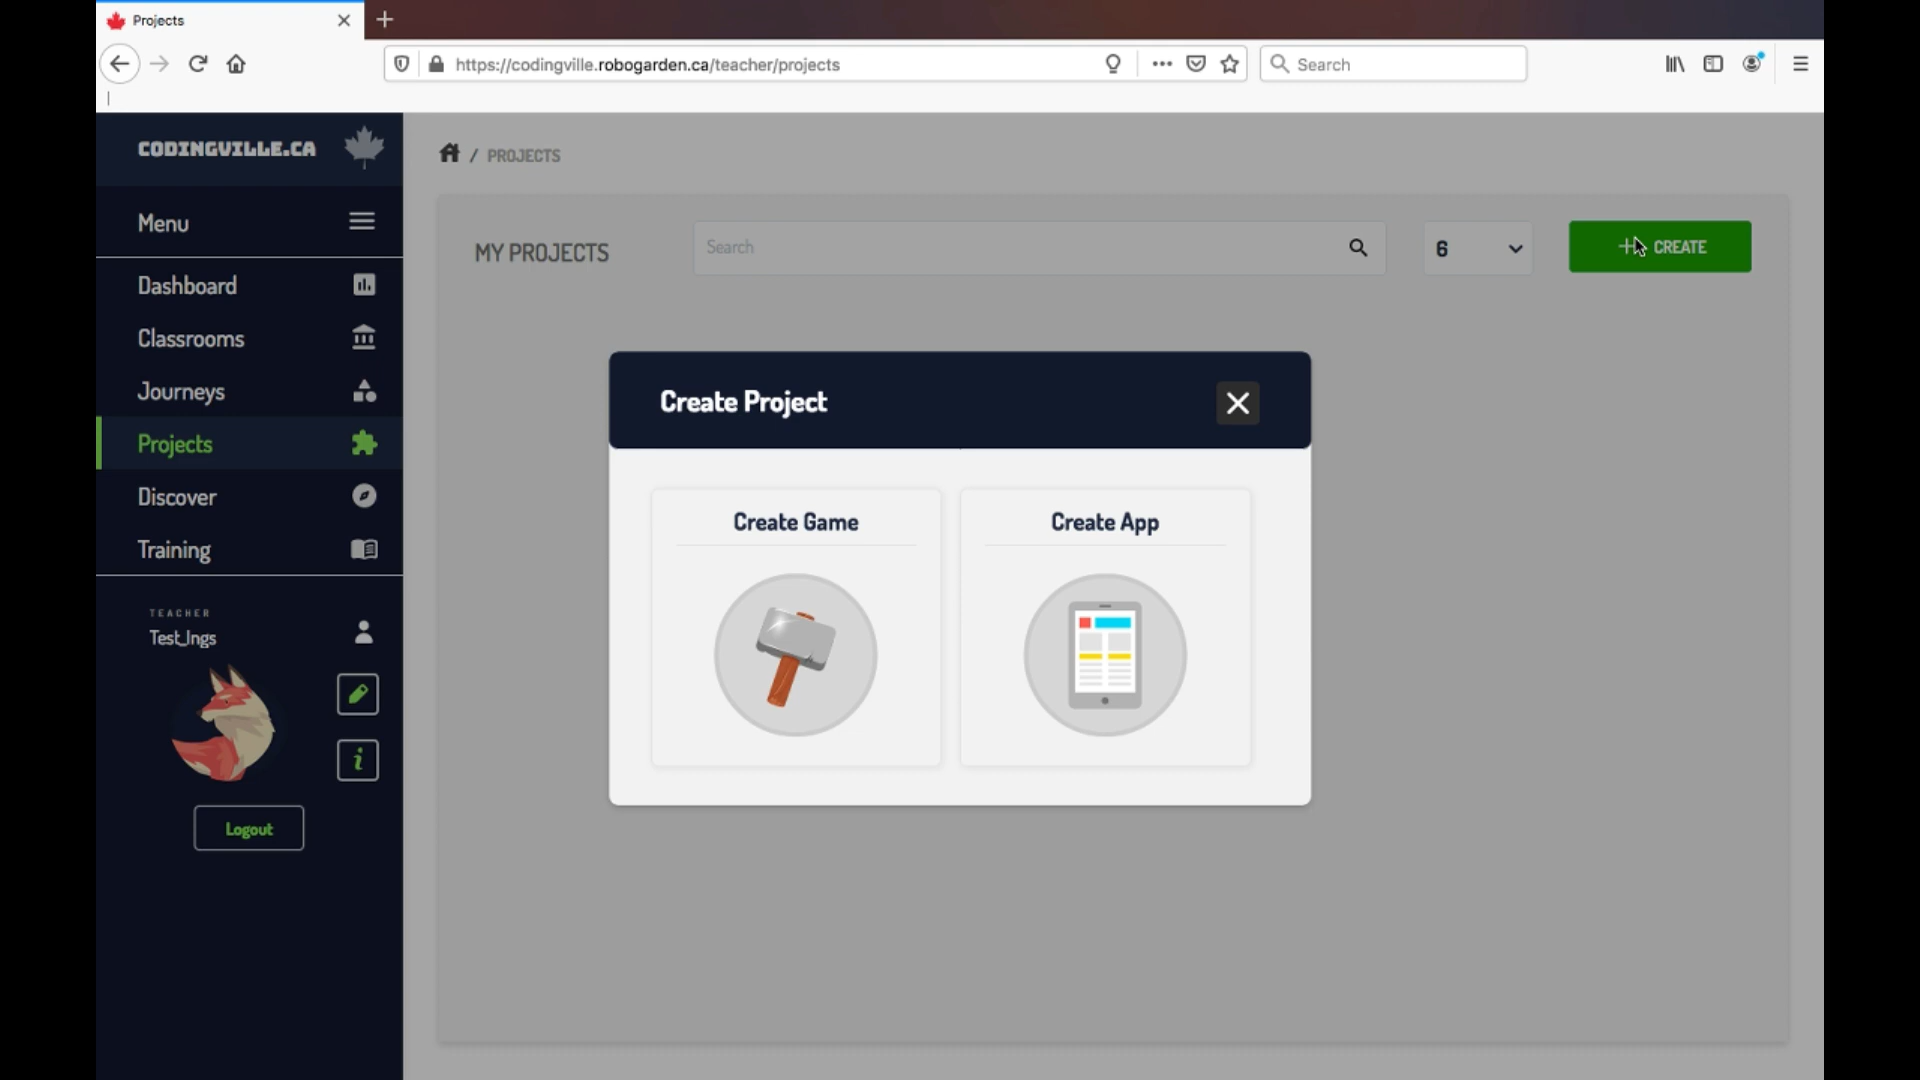 Projects
https://codingville.robogarden.ca/teacher/projects
Search
CODINGVILLE.CA
/ PROJECTS
Menu
MY PROJECTS
Search
6
CREATE
Dashboard
Classrooms
Journeys
Projects
Discover
Training
Create Project
Create Game
Create App
TEACHER
Test_Ings
Logout